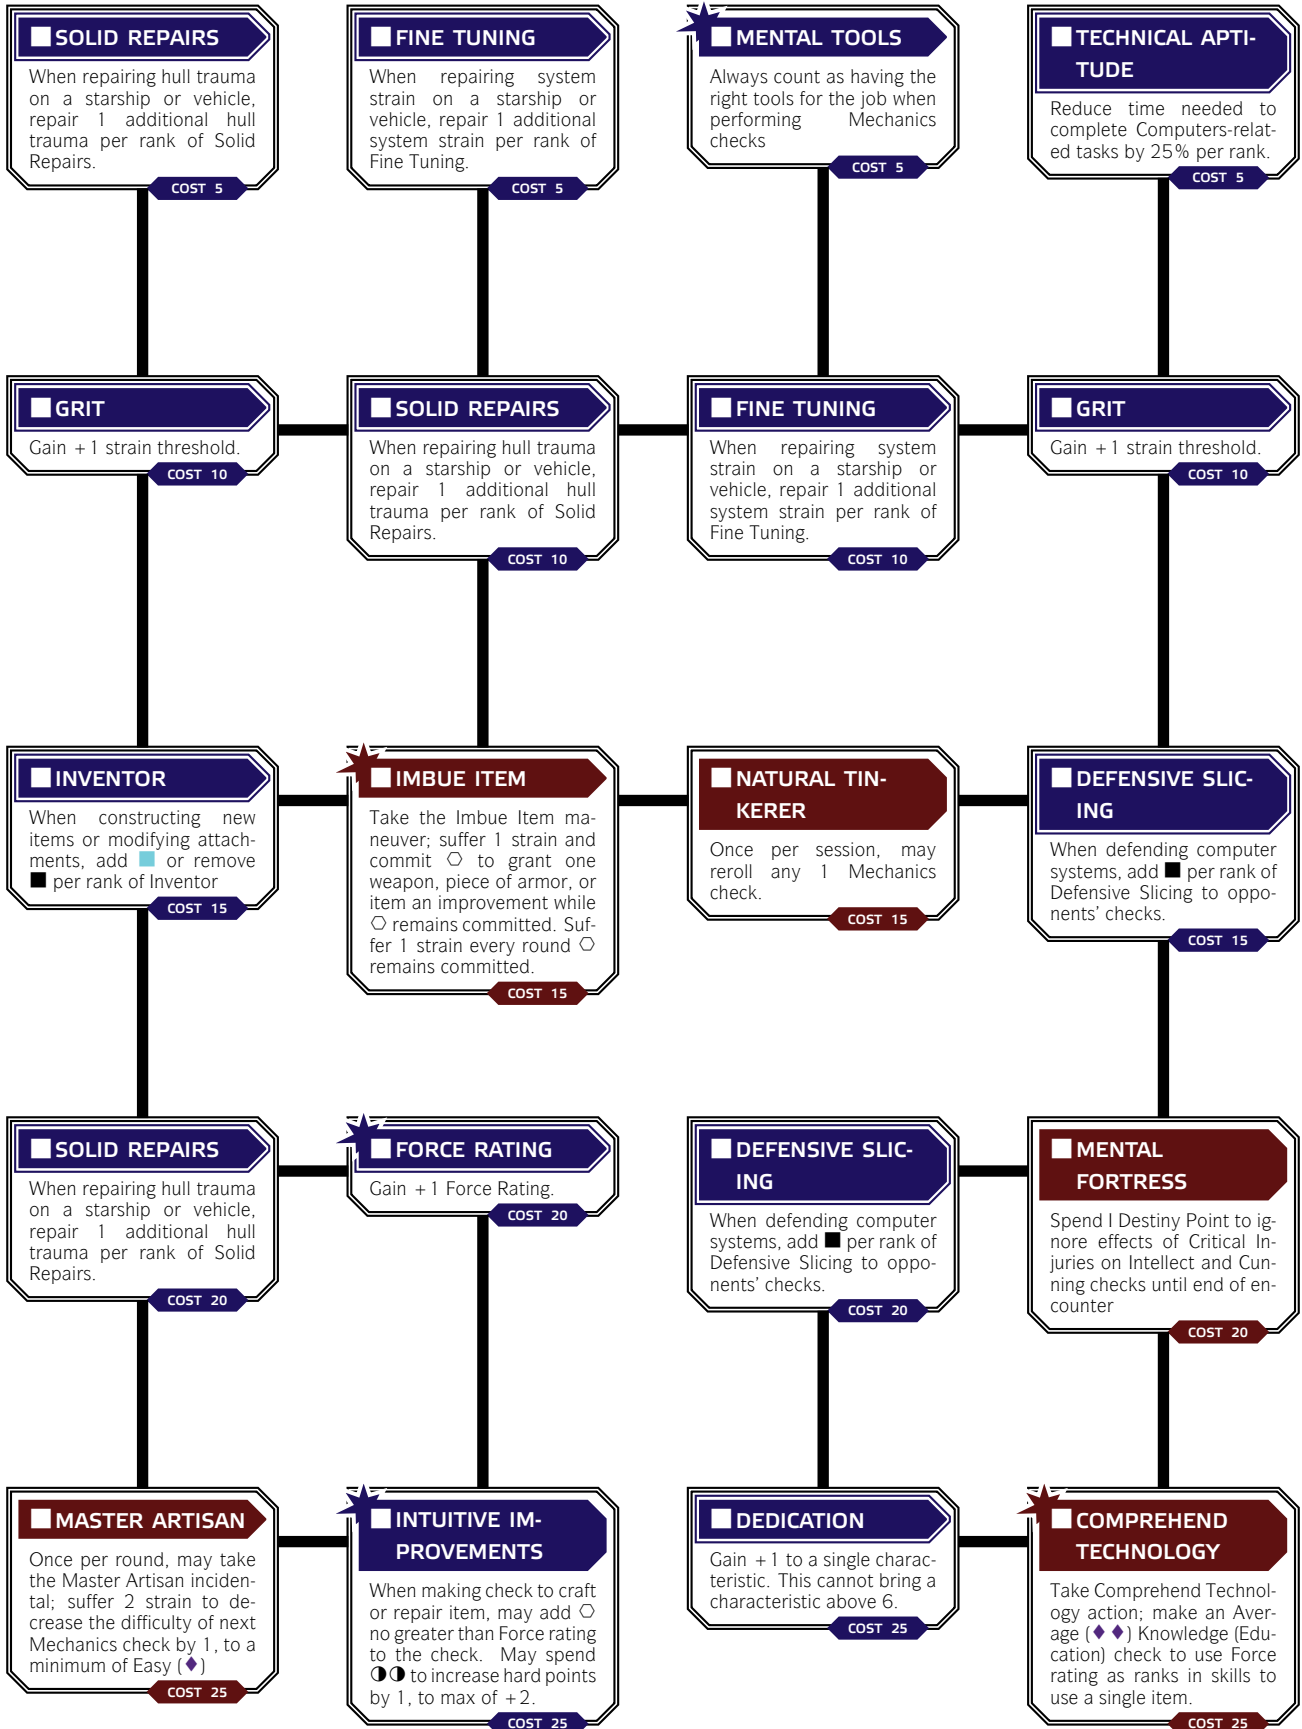 SOLID REPAIRS
When repairing hull trauma
on a starship or vehicle,
repair 1 additional hull
trauma per rank of Solid
Repairs.
COST 5
FINE TUNING
When repairing system
strain on a starship or
vehicle, repair 1 additional
system strain per rank of
Fine Tuning.
COST 5
MENTAL TOOLS
Always count as having the
right tools for the job when
performing Mechanics
checks
COST 5
TECHNICAL APTI-
TUDE
Reduce time needed to
complete Computers-relat-
ed tasks by 25% per rank.
COST 5
GRIT
Gain +1 strain threshold.
COST 10
SOLID REPAIRS
When repairing hull trauma
on a starship or vehicle,
repair 1 additional hull
trauma per rank of Solid
Repairs.
COST 10
FINE TUNING
When repairing system
strain on a starship or
vehicle, repair 1 additional
system strain per rank of
Fine Tuning.
COST 10
GRIT
Gain +1 strain threshold.
COST 10
INVENTOR
When constructing new
items or modifying attach-
ments, add ■ or remove
■ per rank of Inventor
COST 15
IMBUE ITEM
Take the Imbue Item ma-
neuver; suffer 1 strain and
commit ⬡ to grant one
weapon, piece of armor, or
item an improvement while
⬡ remains committed. Suf-
fer 1 strain every round ⬡
remains committed.
COST 15
NATURAL TIN-
KERER
Once per session, may
reroll any 1 Mechanics
check.
COST 15
DEFENSIVE SLIC-
ING
When defending computer
systems, add ■ per rank of
Defensive Slicing to oppo-
nents' checks.
COST 15
SOLID REPAIRS
When repairing hull trauma
on a starship or vehicle,
repair 1 additional hull
trauma per rank of Solid
Repairs.
COST 20
FORCE RATING
Gain +1 Force Rating.
COST 20
DEFENSIVE SLIC-
ING
When defending computer
systems, add ■ per rank of
Defensive Slicing to oppo-
nents' checks.
COST 20
MENTAL
FORTRESS
Spend I Destiny Point to ig-
nore effects of Critical In-
juries on Intellect and Cun-
ning checks until end of en-
counter
COST 20
MASTER ARTISAN
Once per round, may take
the Master Artisan inciden-
tal; suffer 2 strain to de-
crease the difficulty of next
Mechanics check by 1, to a
minimum of Easy (♦)
COST 25
INTUITIVE IM-
PROVEMENTS
When making check to craft
or repair item, may add ⬡
no greater than Force rating
to the check. May spend
◑◑ to increase hard points
by 1, to max of +2.
COST 25
DEDICATION
Gain +1 to a single charac-
teristic. This cannot bring a
characteristic above 6.
COST 25
COMPREHEND
TECHNOLOGY
Take Comprehend Technol-
ogy action; make an Aver-
age (♦♦) Knowledge (Edu-
cation) check to use Force
rating as ranks in skills to
use a single item.
COST 25